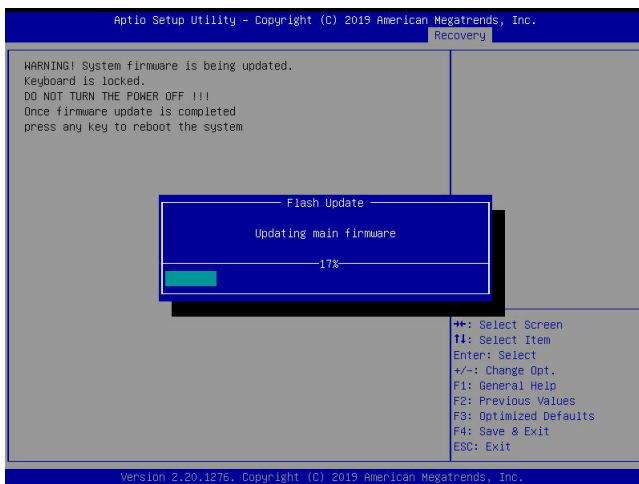 Aptio Setup Utility – Copyright (C) 2019 American Megatrends, Inc.
Recovery
WARNING! System firmware is being updated.
Keyboard is locked.
DO NOT TURN THE POWER OFF !!!
Once firmware update is completed
press any key to reboot the system
Flash Update
Updating main firmware
17%
→←: Select Screen
↑↓: Select Item
Enter: Select
+/-: Change Opt.
F1: General Help
F2: Previous Values
F3: Optimized Defaults
F4: Save & Exit
ESC: Exit
Version 2.20.1276. Copyright (C) 2019 American Megatrends, Inc.